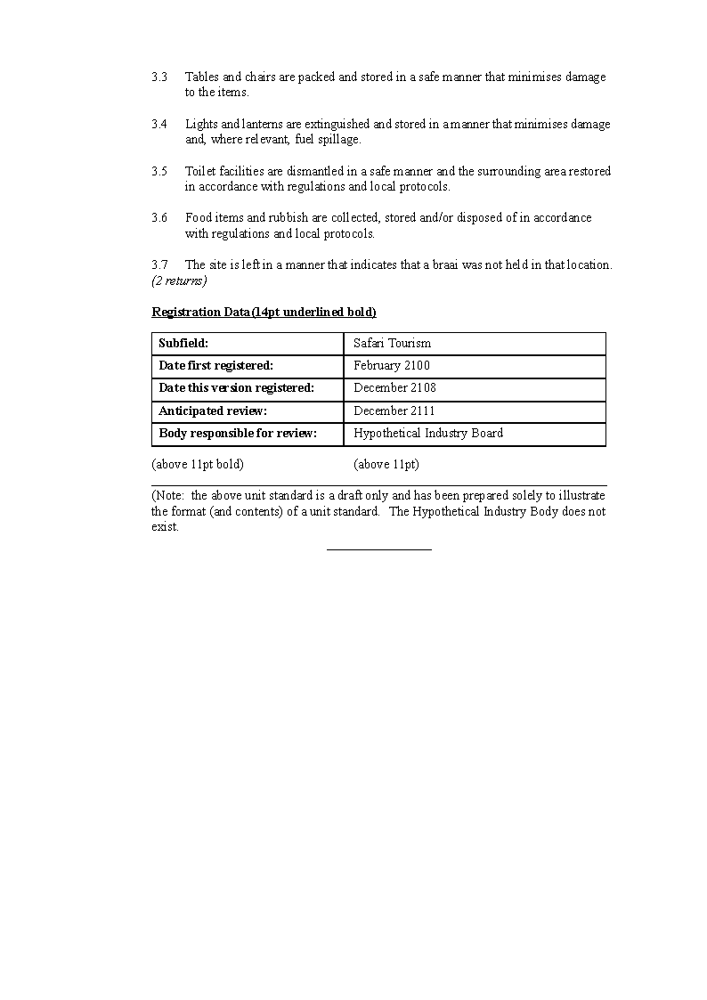 3.3 Tables and chairs are packed and stored in a safe manner that minimises damage
to the items.
3.4 Lights and lanterns are extinguished and stored in a manner that minimises damage
and, where relevant, fuel spillage.
3.5 Toilet facilities are dismantled in a safe manner and the surrounding area restored
in accordance with regulations and local protocols.
3.6 Food items and rubbish are collected, stored and/or disposed of in accordance
with regulations and local protocols.
3.7 The site is left in a manner that indicates that a braai was not held in that location.
(2 returns)
Registration Data (14pt underlined bold)
Subfield: Safari Tourism
Date first registered: February 2100
Date this version registered: December 2108
Anticipated review: December 2111
Body responsible for review: Hypothetical Industry Board
(above 11pt bold) (above 11pt)
(Note: the above unit standard is a draft only and has been prepared solely to illustrate
the format (and contents) of a unit standard. The Hypothetical Industry Body does not
exist.